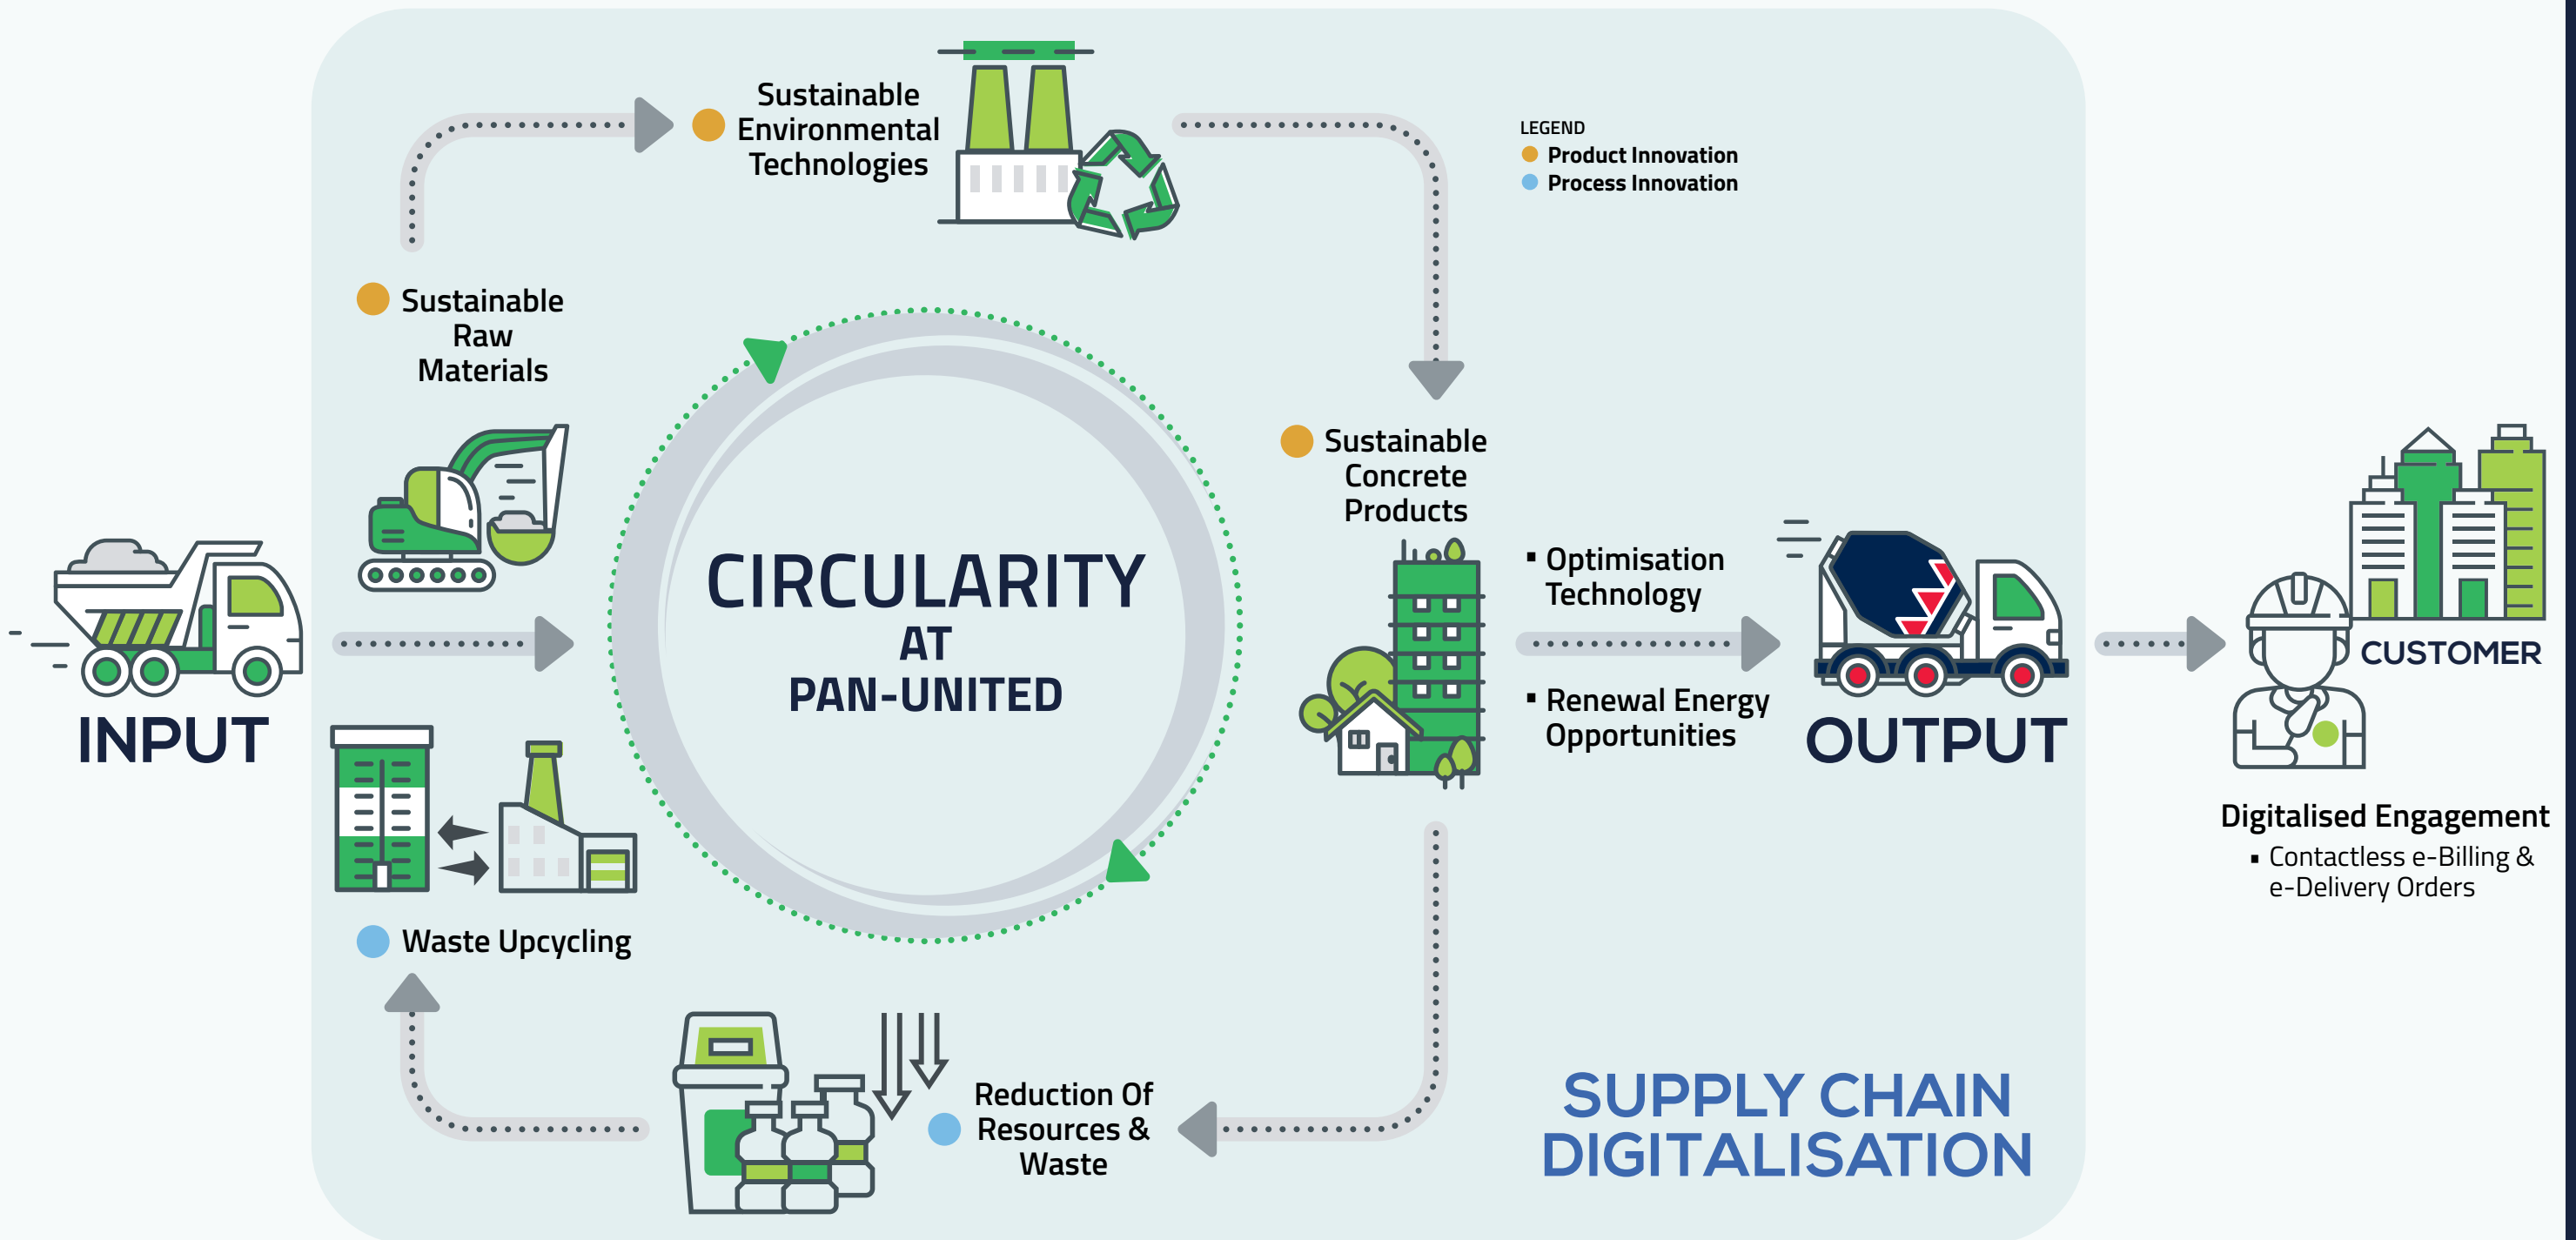 Sustainable
Environmental
Technologies
LEGEND
Product Innovation
Process Innovation
Sustainable
Raw
Materials
Sustainable
Concrete
Products
CIRCULARITY
AT
PAN-UNITED
▪ Optimisation
Technology
▪ Renewal Energy
Opportunities
INPUT
OUTPUT
CUSTOMER
Digitalised Engagement
▪ Contactless e-Billing &
e-Delivery Orders
Waste Upcycling
Reduction Of
Resources &
Waste
SUPPLY CHAIN
DIGITALISATION